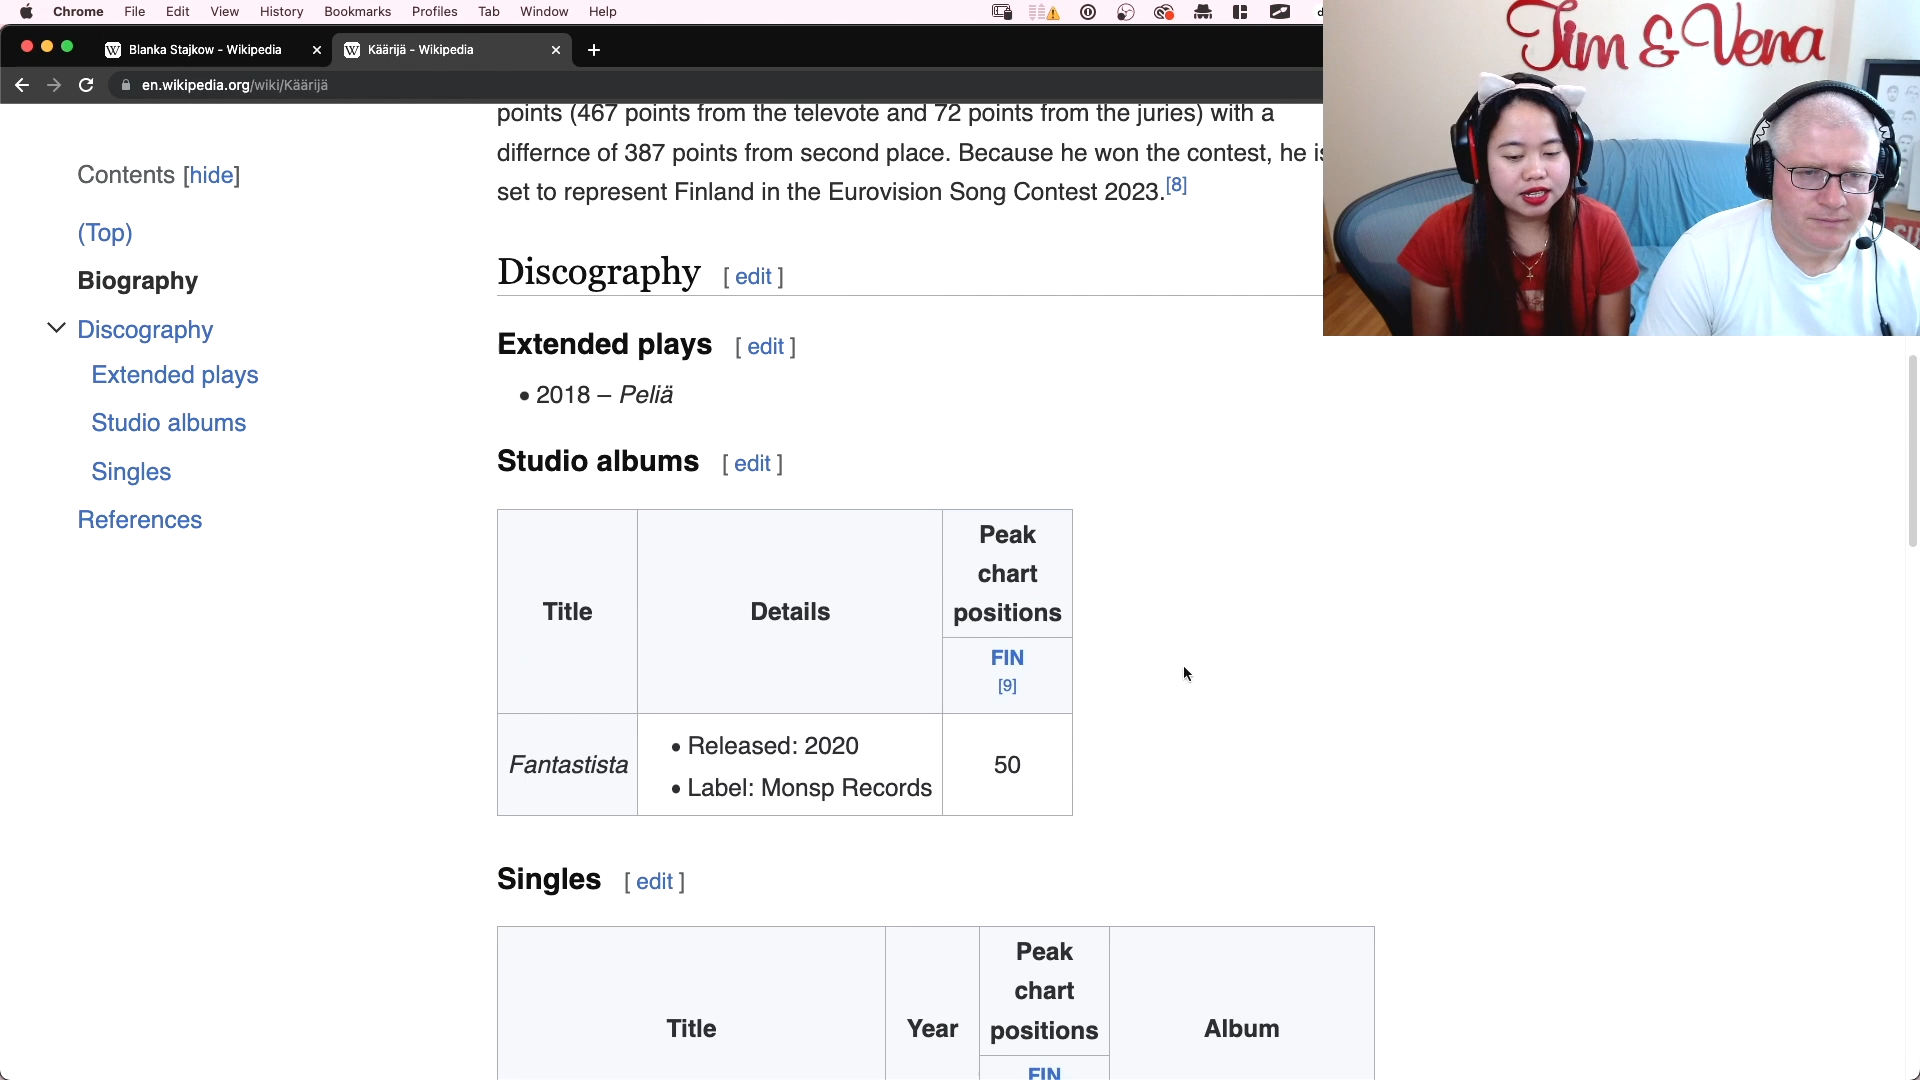 Chrome File Edit View History Bookmarks Profiles Tab Window Help
Blanka Stajkow - Wikipedia
Käärijä - Wikipedia
en.wikipedia.org/wiki/Käärijä
Tim & Vena
points (467 points from the televote and 72 points from the juries) with a
differnce of 387 points from second place. Because he won the contest, he is
set to represent Finland in the Eurovision Song Contest 2023.[8]
Contents [hide]
(Top)
Biography
Discography
Extended plays
Studio albums
Singles
References
Discography [ edit ]
Extended plays [ edit ]
• 2018 – Peliä
Studio albums [ edit ]
Title
Details
Peak
chart
positions
FIN
[9]
Fantastista
• Released: 2020
• Label: Monsp Records
50
Singles [ edit ]
Title
Year
Peak
chart
positions
FIN
Album